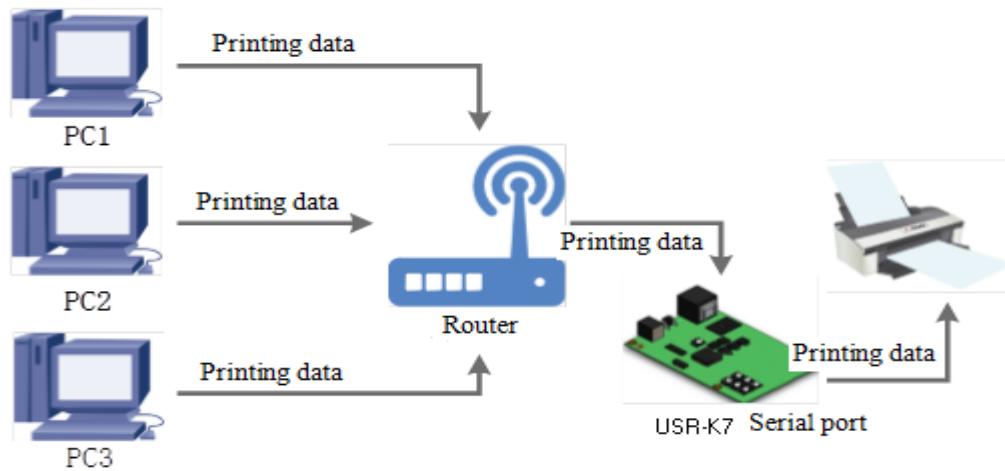 Printing data
PC1
Printing data
PC2
Printing data
Router
Printing data
PC3
Printing data
USR-K7 Serial port